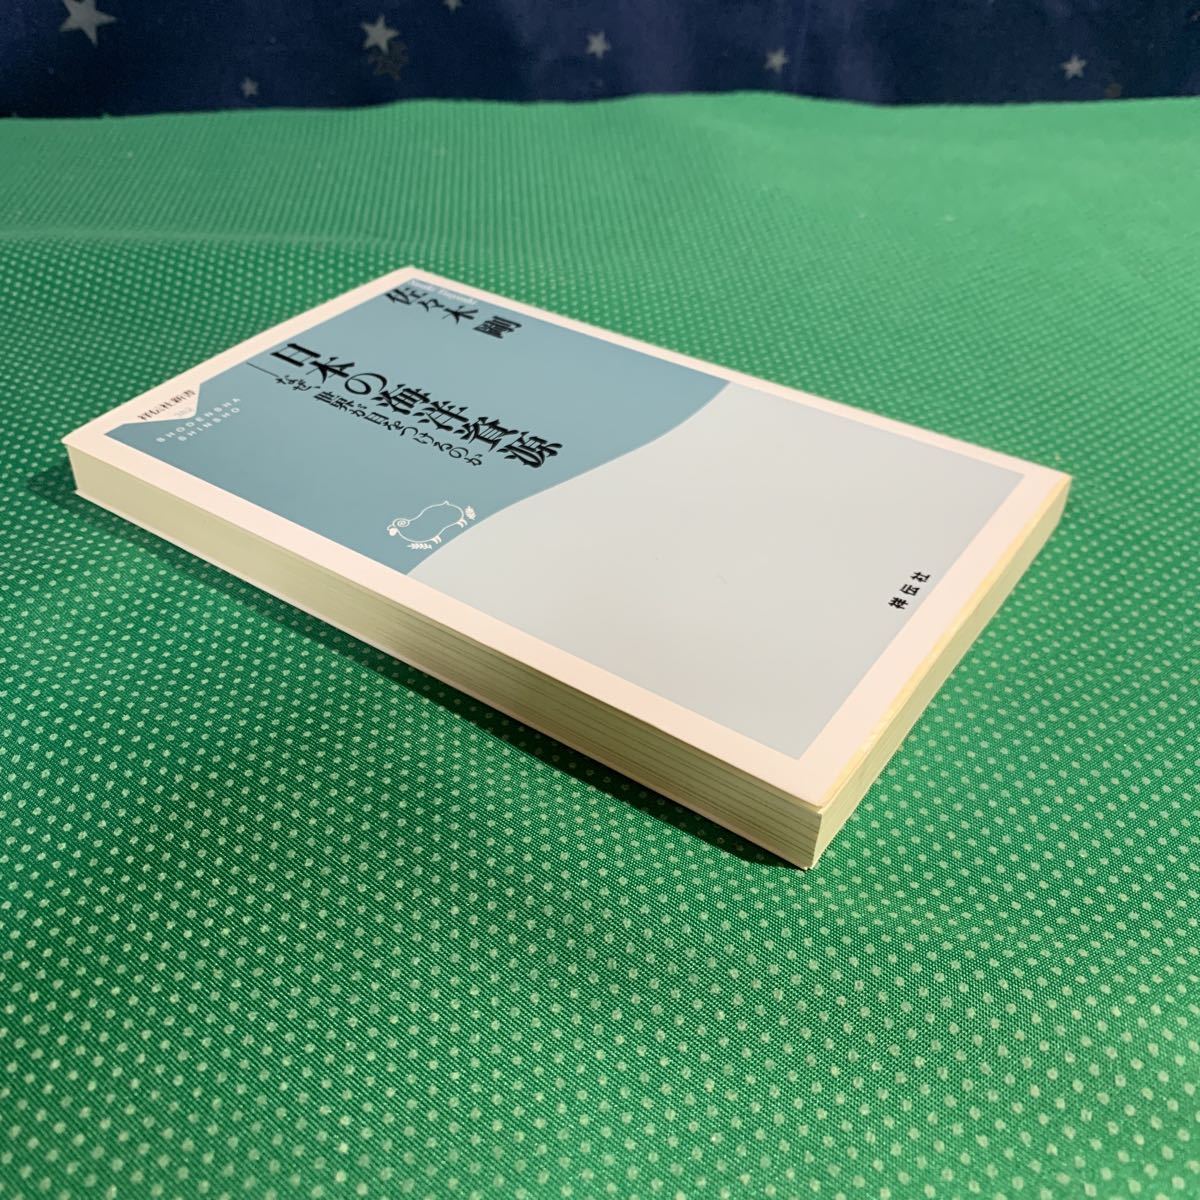 佐々木 剛
日本の海洋資源
なぜ、世界が目をつけるのか
祥伝社新書
SHODENSHA
SHINSHO
祥伝社